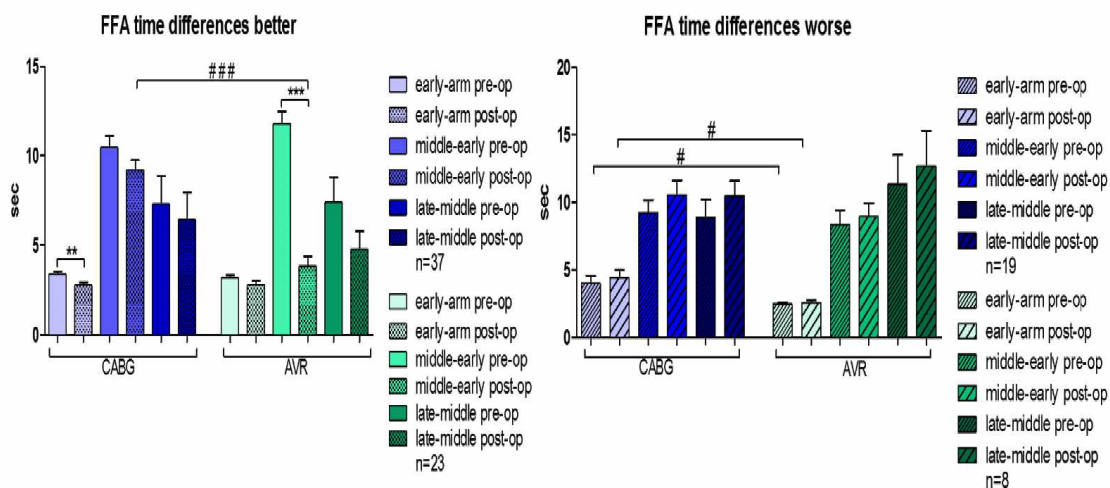 FFA time differences better
15
10
5
0
sec
###
***
**
CABG
AVR
early-arm pre-op
early-arm post-op
middle-early pre-op
middle-early post-op
late-middle pre-op
late-middle post-op
n=37
early-arm pre-op
early-arm post-op
middle-early pre-op
middle-early post-op
late-middle pre-op
late-middle post-op
n=23
FFA time differences worse
20
15
10
5
0
sec
#
#
CABG
AVR
early-arm pre-op
early-arm post-op
middle-early pre-op
middle-early post-op
late-middle pre-op
late-middle post-op
n=19
early-arm pre-op
early-arm post-op
middle-early pre-op
middle-early post-op
late-middle pre-op
late-middle post-op
n=8